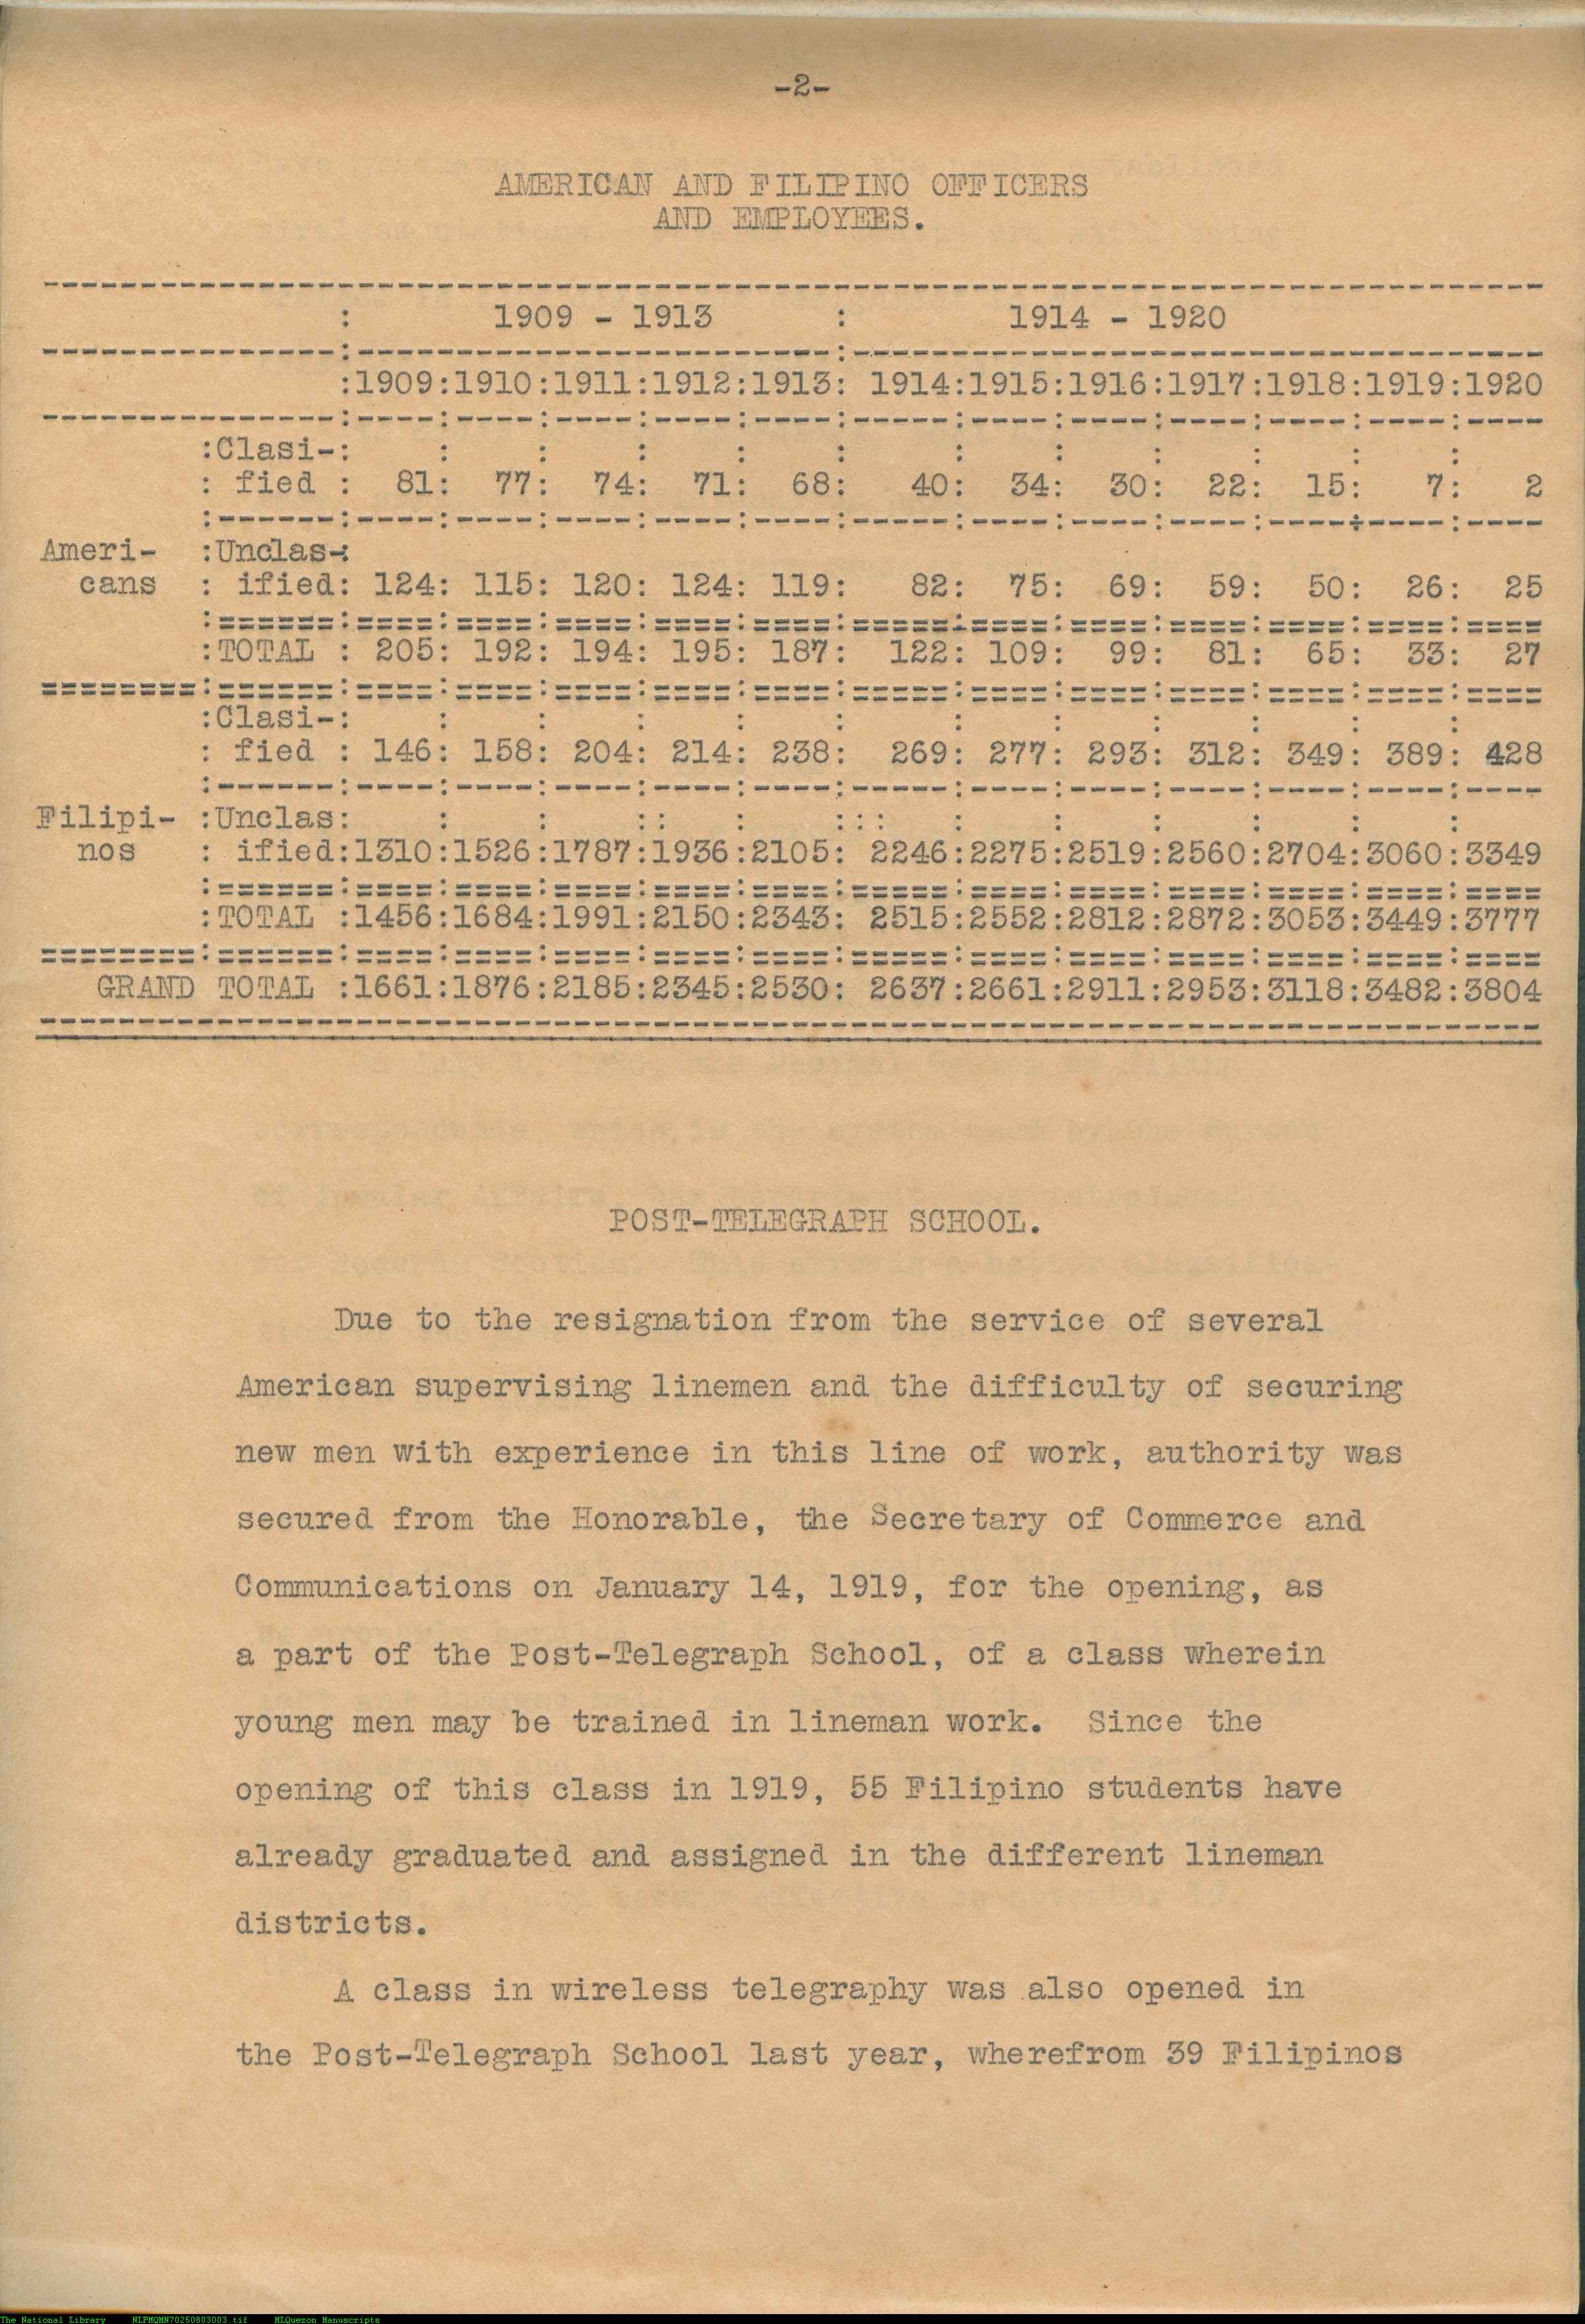 -2-
AMERICAN AND FILIPINO OFFICERS
AND EMPLOYEES.
--------------------------------------------------------------------------
: 1909 - 1913 : 1914 - 1920
---------------:------------------------:-----------------------------------
:1909:1910:1911:1912:1913: 1914:1915:1916:1917:1918:1919:1920
---------------:----:----:----:----:----:-----:----:----:----:----:----:----
:Clasi-: : : : : : : : : : : :
: fied : 81: 77: 74: 71: 68: 40: 34: 30: 22: 15: 7: 2
:------:----:----:----:----:----:-----:----:----:----:----:----:----
Ameri- :Unclas-:
cans : ified: 124: 115: 120: 124: 119: 82: 75: 69: 59: 50: 26: 25
:======:====:====:====:====:====:=====:====:====:====:====:====:====
:TOTAL : 205: 192: 194: 195: 187: 122: 109: 99: 81: 65: 33: 27
========:======:====:====:====:====:====:=====:====:====:====:====:====:====
:Clasi-: : : : : : : : : : : :
: fied : 146: 158: 204: 214: 238: 269: 277: 293: 312: 349: 389: 428
:------:----:----:----:----:----:-----:----:----:----:----:----:----
Filipi- :Unclas: : : :: : ::: : : : : : :
nos : ified:1310:1526:1787:1936:2105: 2246:2275:2519:2560:2704:3060:3349
:======:====:====:====:====:====:=====:====:====:====:====:====:====
:TOTAL :1456:1684:1991:2150:2343: 2515:2552:2812:2872:3053:3449:3777
========:======:====:====:====:====:====:=====:====:====:====:====:====:====
GRAND TOTAL :1661:1876:2185:2345:2530: 2637:2661:2911:2953:3118:3482:3804
--------------------------------------------------------------------------
POST-TELEGRAPH SCHOOL.
Due to the resignation from the service of several
American supervising linemen and the difficulty of securing
new men with experience in this line of work, authority was
secured from the Honorable, the Secretary of Commerce and
Communications on January 14, 1919, for the opening, as
a part of the Post-Telegraph School, of a class wherein
young men may be trained in lineman work. Since the
opening of this class in 1919, 55 Filipino students have
already graduated and assigned in the different lineman
districts.
A class in wireless telegraphy was also opened in
the Post-Telegraph School last year, wherefrom 39 Filipinos
The National Library NLPMQMN70250803003.tif MLQuezon Manuscripts